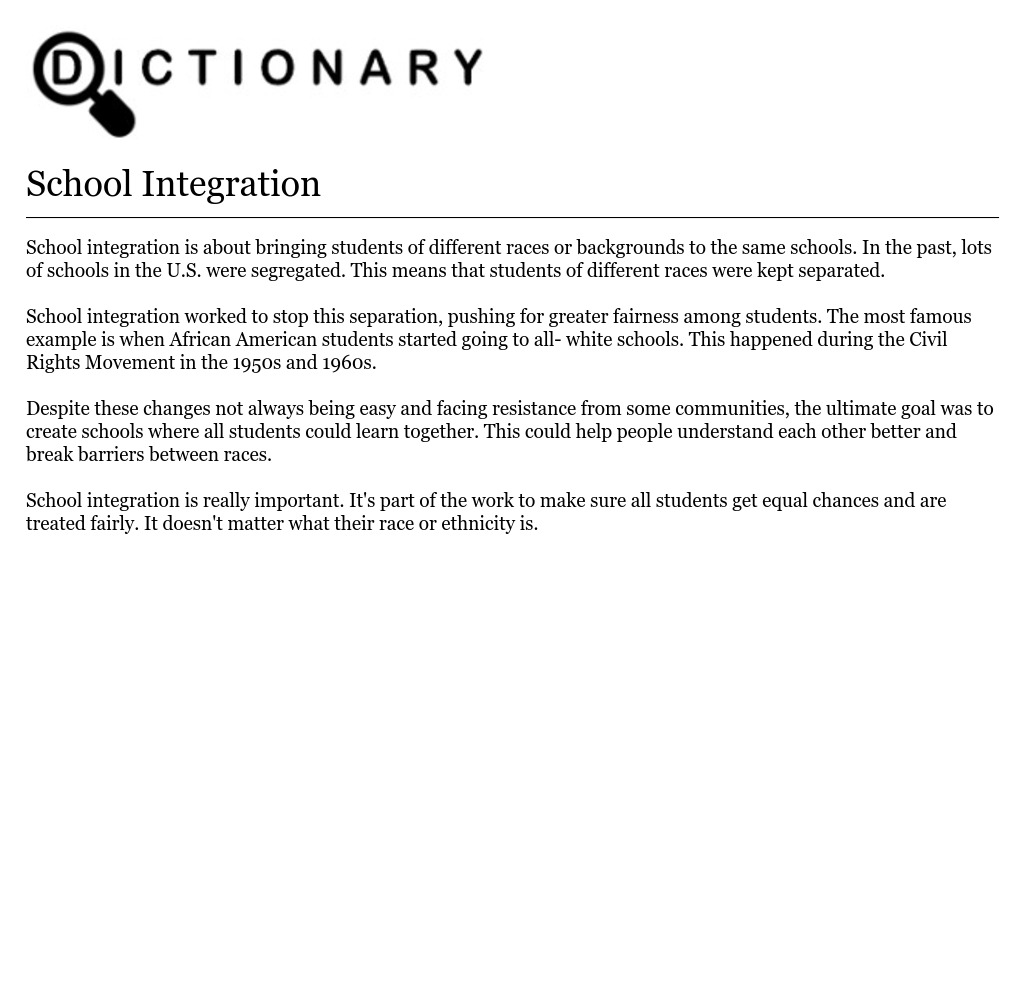 DICTIONARY
School Integration
School integration is about bringing students of different races or backgrounds to the same schools. In the past, lots
of schools in the U.S. were segregated. This means that students of different races were kept separated.
School integration worked to stop this separation, pushing for greater fairness among students. The most famous
example is when African American students started going to all- white schools. This happened during the Civil
Rights Movement in the 1950s and 1960s.
Despite these changes not always being easy and facing resistance from some communities, the ultimate goal was to
create schools where all students could learn together. This could help people understand each other better and
break barriers between races.
School integration is really important. It's part of the work to make sure all students get equal chances and are
treated fairly. It doesn't matter what their race or ethnicity is.